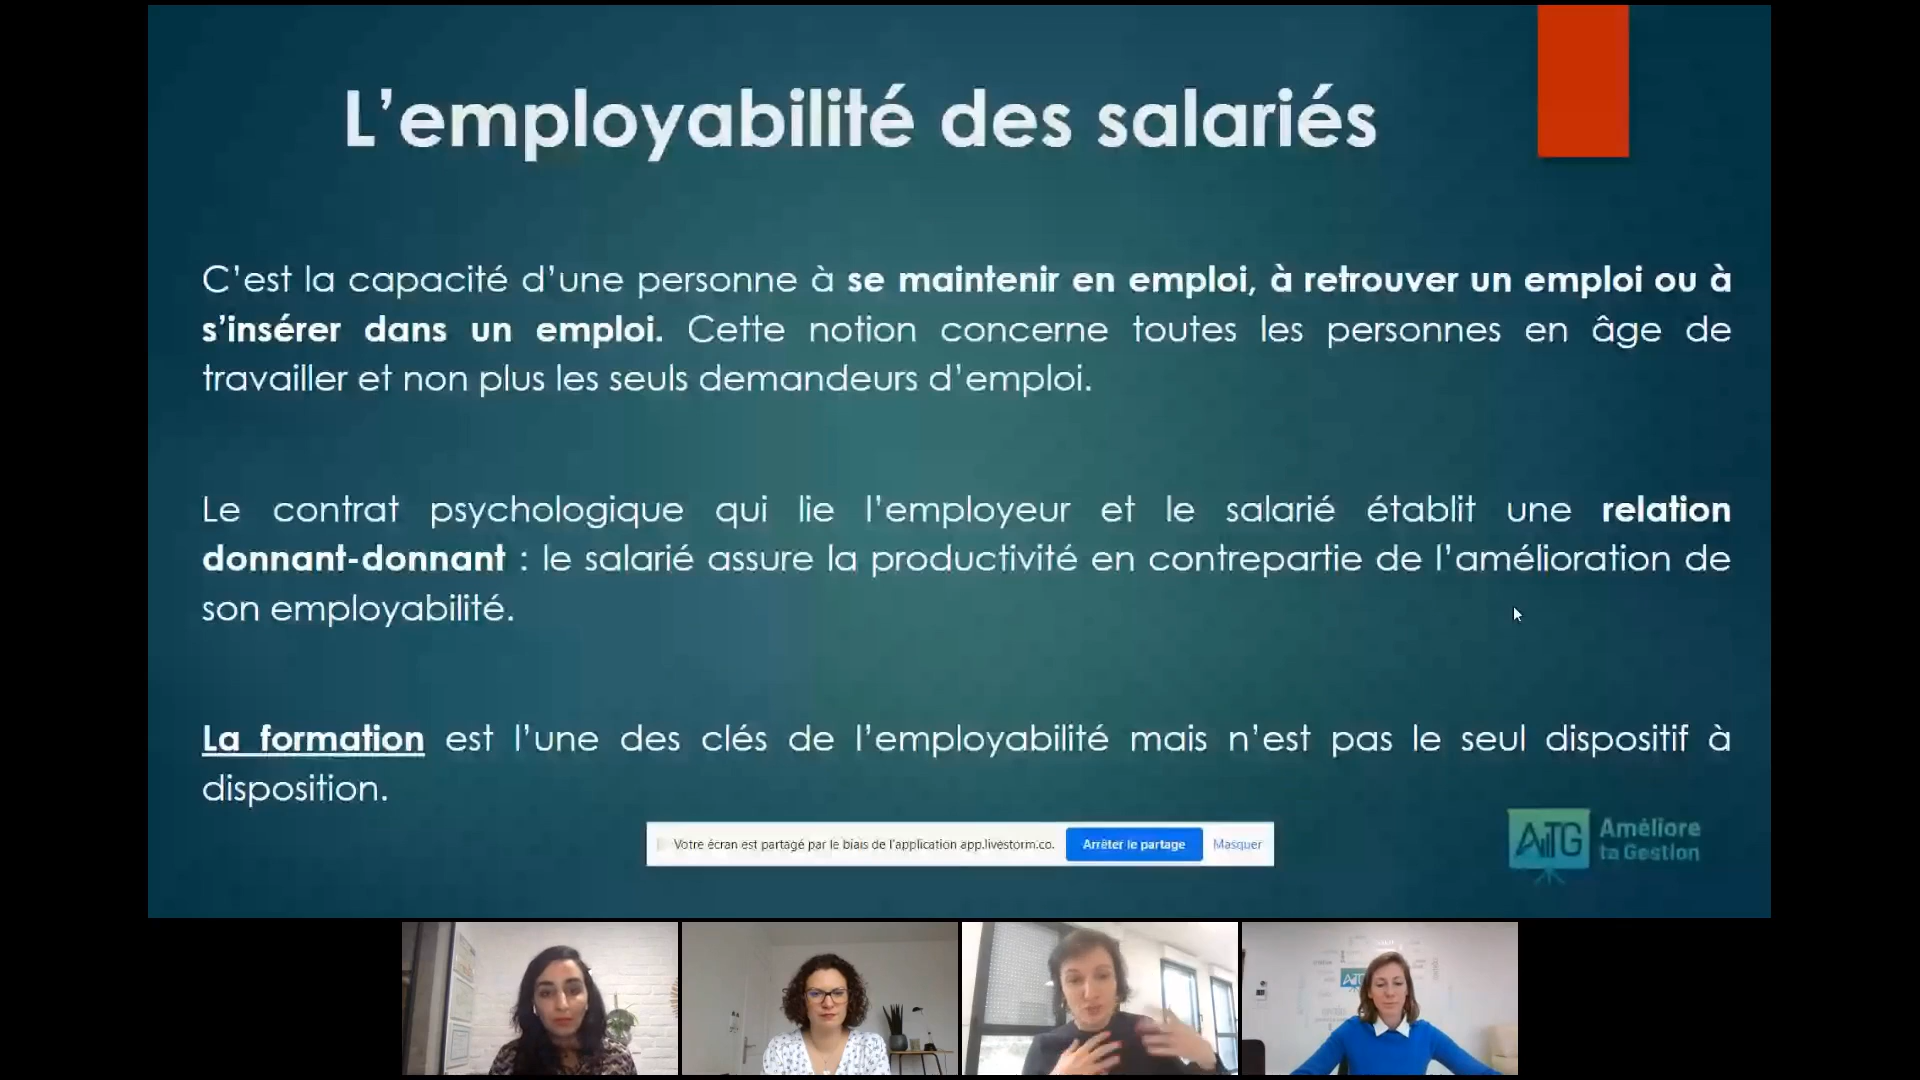 L’employabilité des salariés
C’est la capacité d’une personne à se maintenir en emploi, à retrouver un emploi ou à
s’insérer dans un emploi. Cette notion concerne toutes les personnes en âge de
travailler et non plus les seuls demandeurs d’emploi.
Le contrat psychologique qui lie l’employeur et le salarié établit une relation
donnant-donnant : le salarié assure la productivité en contrepartie de l’amélioration de
son employabilité.
La formation est l’une des clés de l’employabilité mais n’est pas le seul dispositif à
disposition.
Votre écran est partagé par le biais de l'application app.livestorm.co.
Arrêter le partage
Masquer
ATG
Améliore
ta Gestion